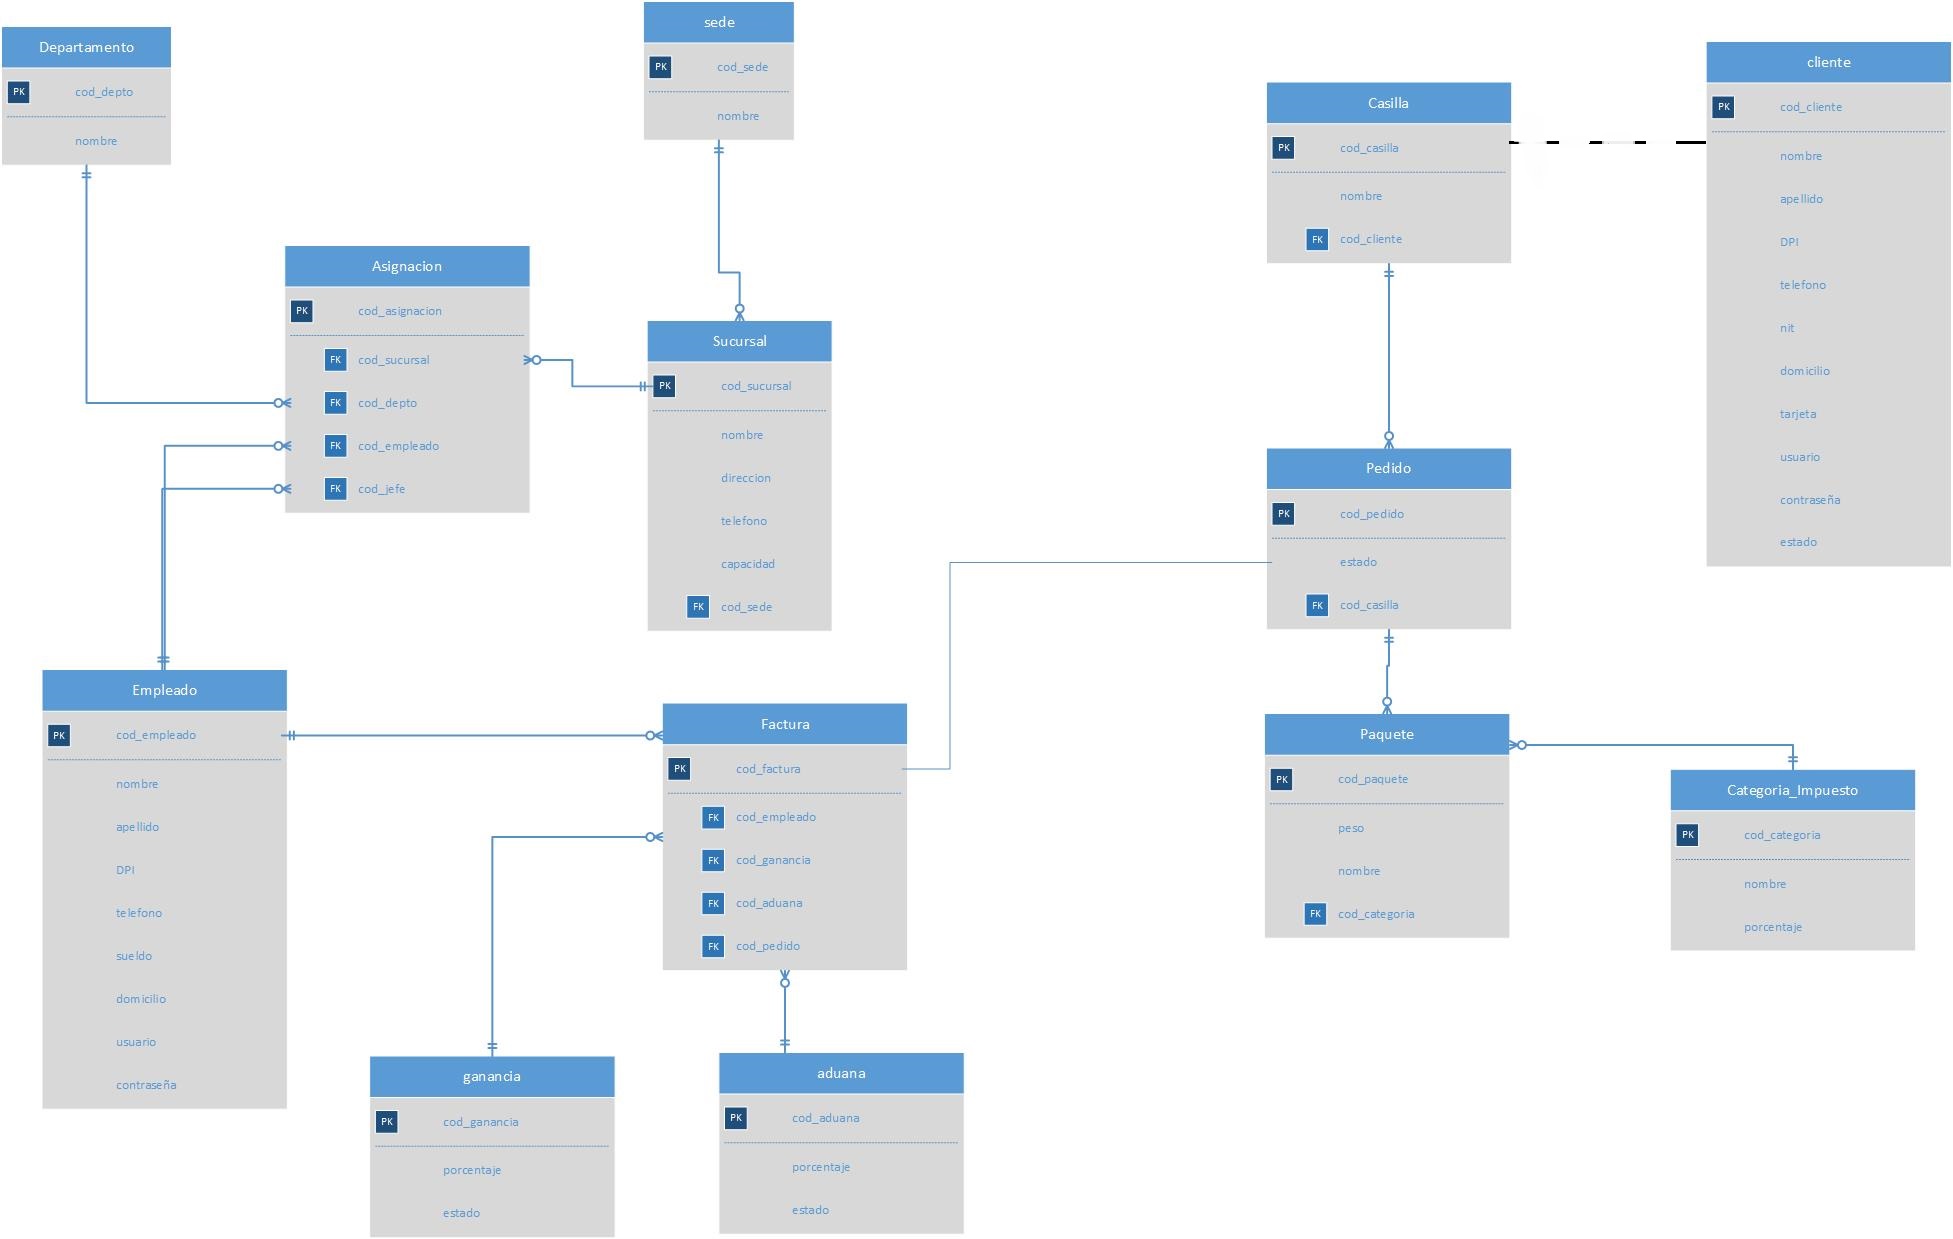 Departamento
PK cod_depto
nombre
sede
PK cod_sede
nombre
Casilla
PK cod_casilla
nombre
FK cod_cliente
cliente
PK cod_cliente
nombre
apellido
DPI
telefono
nit
domicilio
tarjeta
usuario
contraseña
estado
Asignacion
PK cod_asignacion
FK cod_sucursal
FK cod_depto
FK cod_empleado
FK cod_jefe
Sucursal
PK cod_sucursal
nombre
direccion
telefono
capacidad
FK cod_sede
Pedido
PK cod_pedido
estado
FK cod_casilla
Empleado
PK cod_empleado
nombre
apellido
DPI
telefono
sueldo
domicilio
usuario
contraseña
Factura
PK cod_factura
FK cod_empleado
FK cod_ganancia
FK cod_aduana
FK cod_pedido
Paquete
PK cod_paquete
peso
nombre
FK cod_categoria
Categoria_Impuesto
PK cod_categoria
nombre
porcentaje
ganancia
PK cod_ganancia
porcentaje
estado
aduana
PK cod_aduana
porcentaje
estado